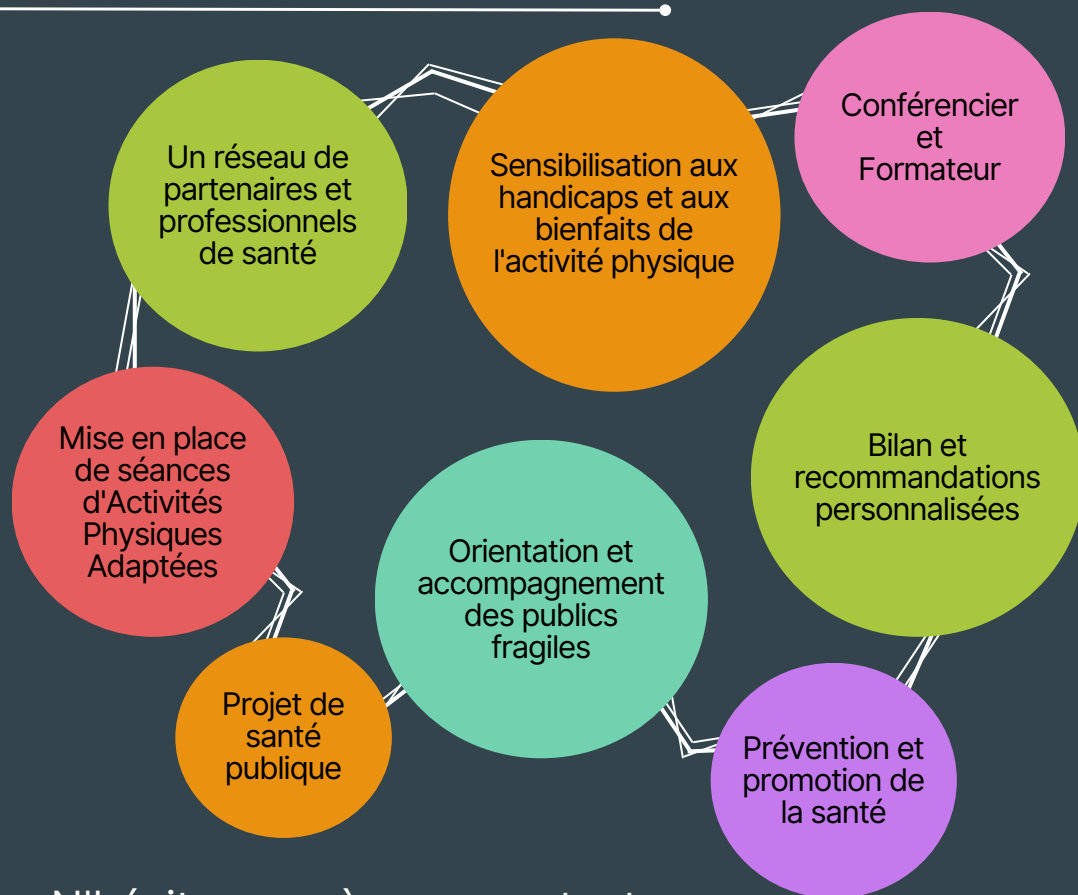 Un réseau de
partenaires et
professionnels
de santé
Sensibilisation aux
handicaps et aux
bienfaits de
l'activité physique
Conférencier
et
Formateur
Mise en place
de séances
d'Activités
Physiques
Adaptées
Orientation et
accompagnement
des publics
fragiles
Bilan et
recommandations
personnalisées
Projet de
santé
publique
Prévention et
promotion de
la santé